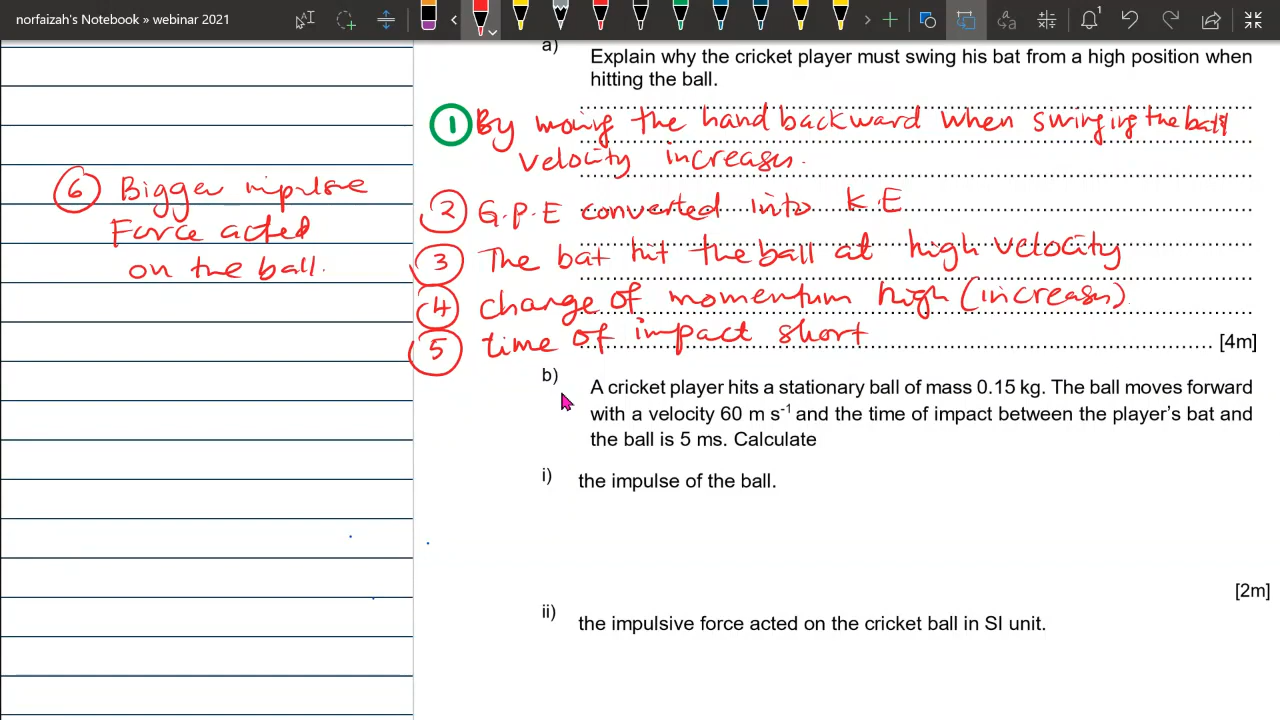 norfaizah's Notebook » webinar 2021
a)
Explain why the cricket player must swing his bat from a high position when
hitting the ball.
1 By moving the hand backward when swinging the ball
velocity increases.
2 G.P.E converted into K.E
3 The bat hit the ball at high velocity
4 change of momentum high (increases).
5 time of impact short
[4m]
6 Bigger impulse
Force acted
on the ball.
b)
A cricket player hits a stationary ball of mass 0.15 kg. The ball moves forward
with a velocity 60 m s-1 and the time of impact between the player's bat and
the ball is 5 ms. Calculate
i) the impulse of the ball.
[2m]
ii) the impulsive force acted on the cricket ball in SI unit.